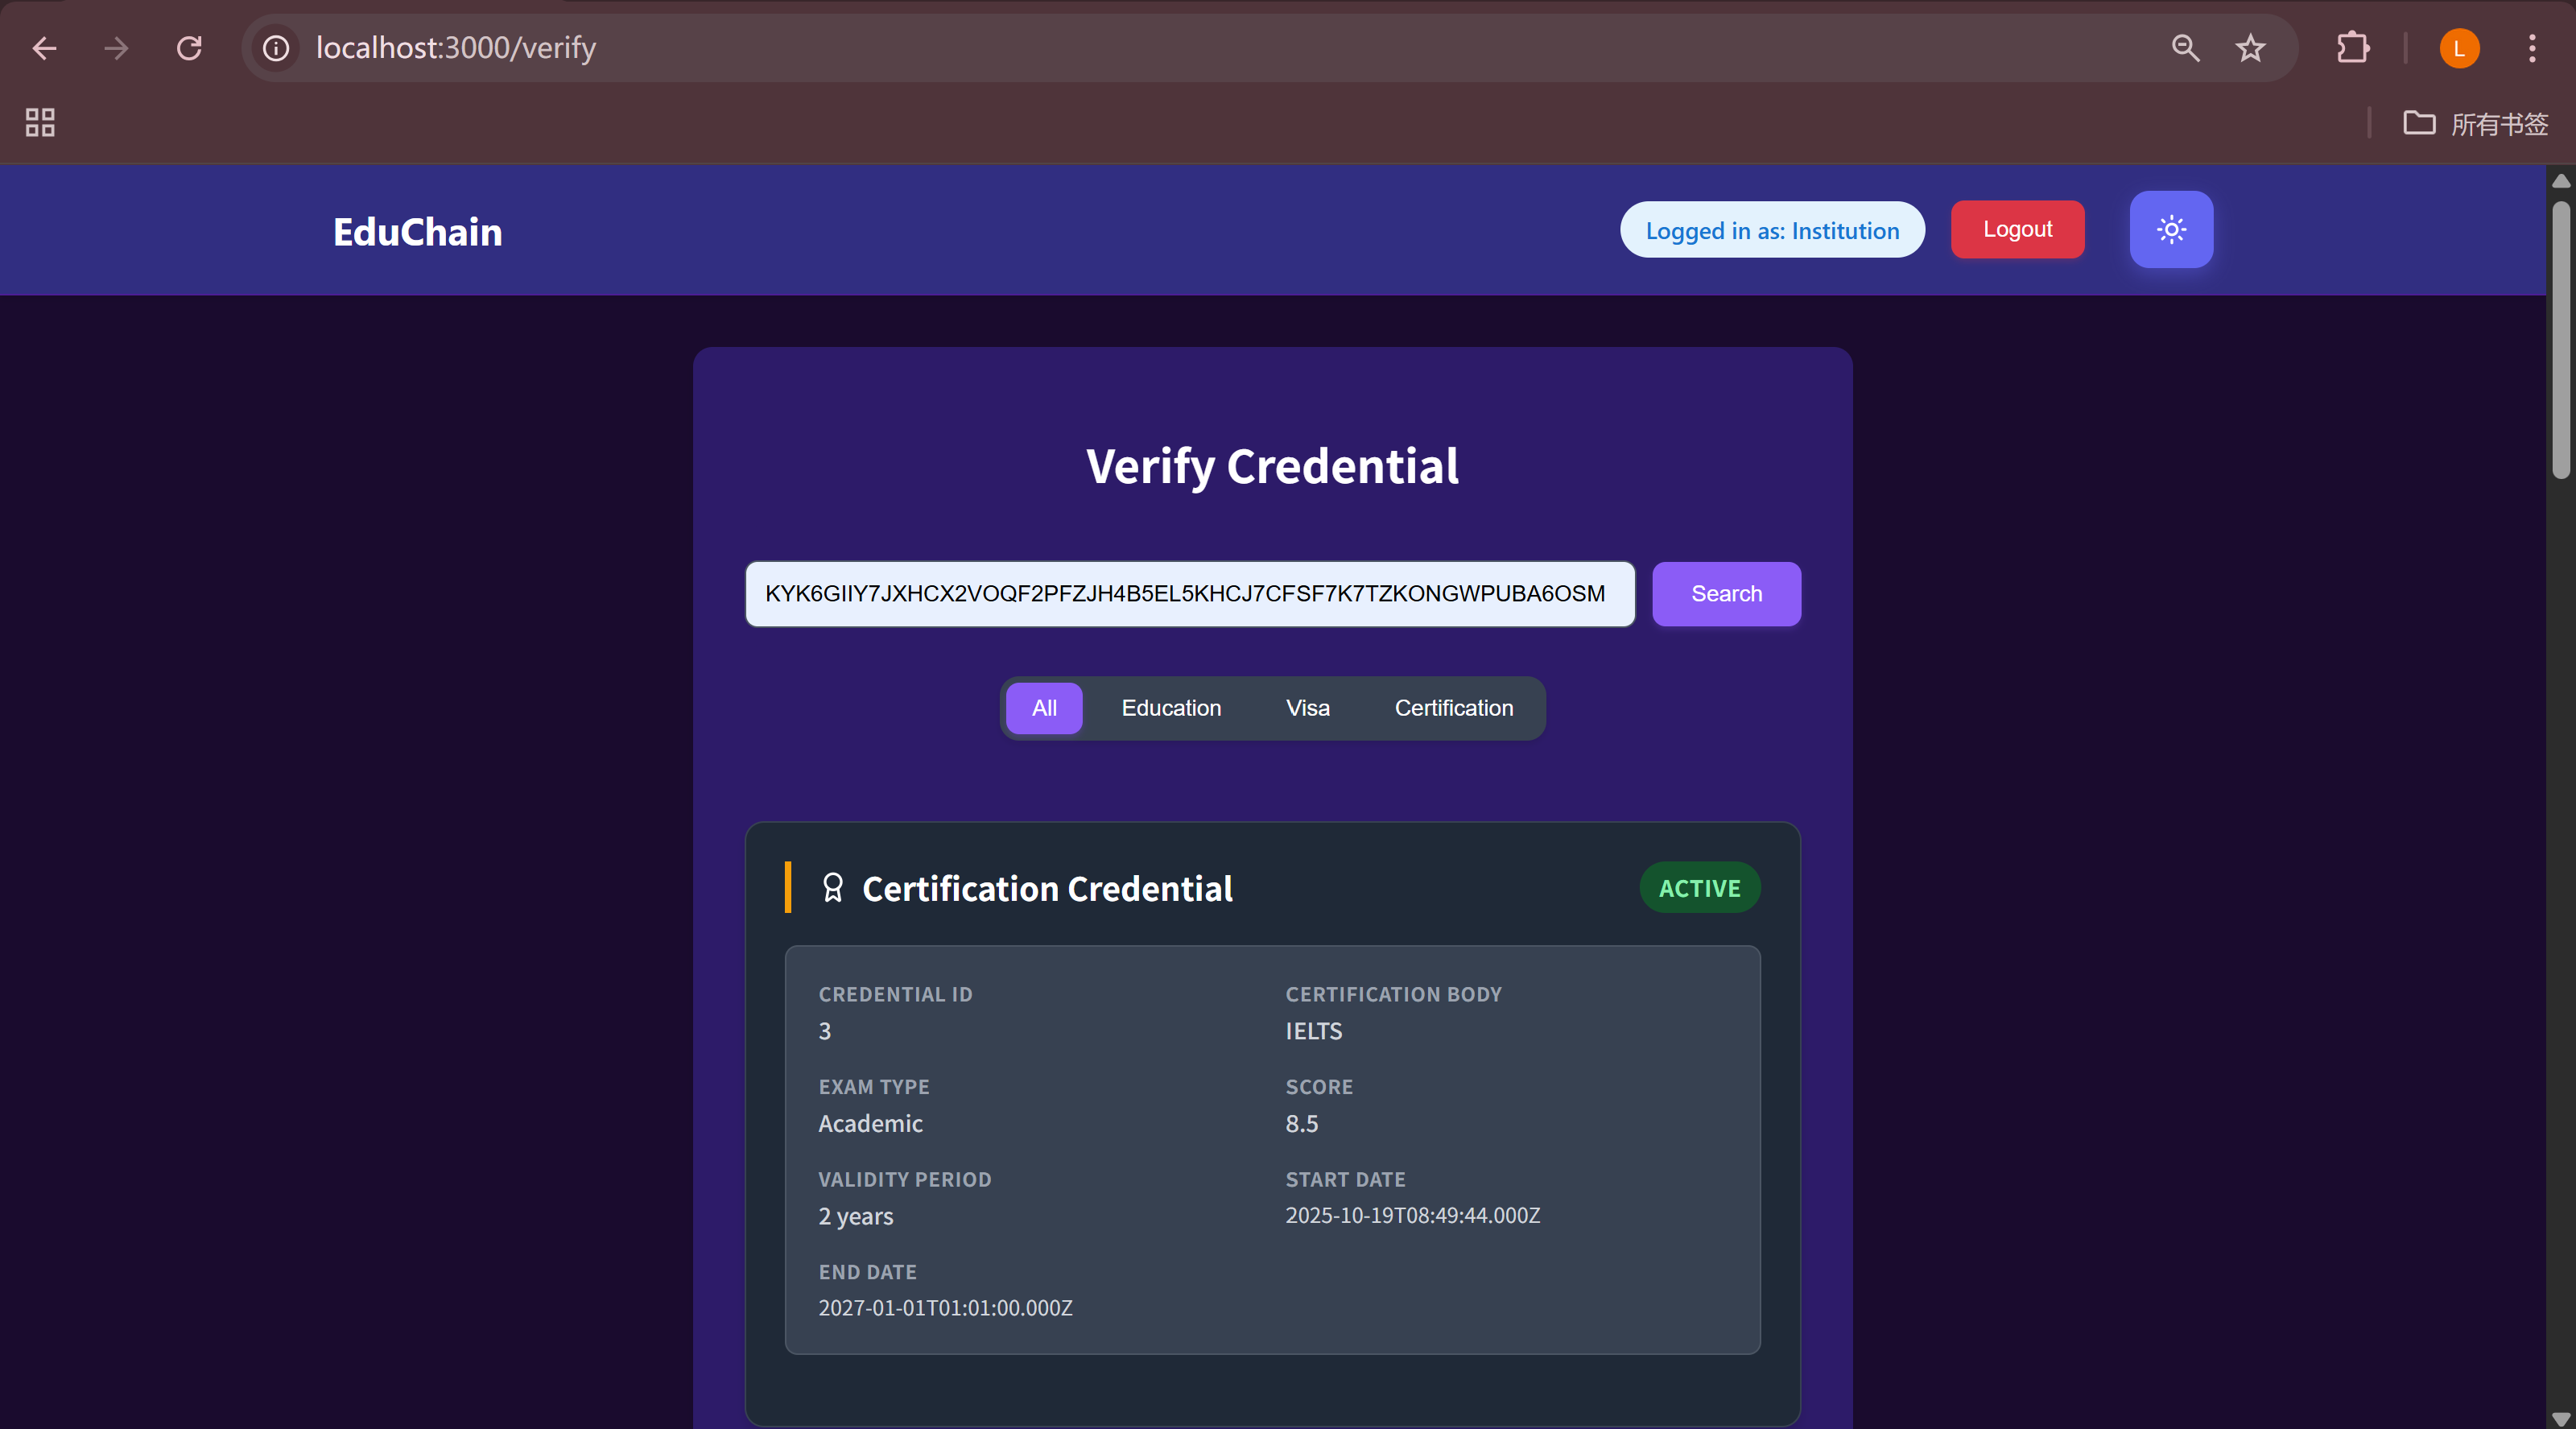 localhost:3000/verify
L
所有书签
EduChain
Logged in as: Institution
Logout
Verify Credential
KYK6GIIY7JXHCX2VOQF2PFZJH4B5EL5KHCJ7CFSF7K7TZKONGWPUBA6OSM
Search
All
Education
Visa
Certification
Certification Credential
ACTIVE
CREDENTIAL ID
3
CERTIFICATION BODY
IELTS
EXAM TYPE
Academic
SCORE
8.5
VALIDITY PERIOD
2 years
START DATE
2025-10-19T08:49:44.000Z
END DATE
2027-01-01T01:01:00.000Z